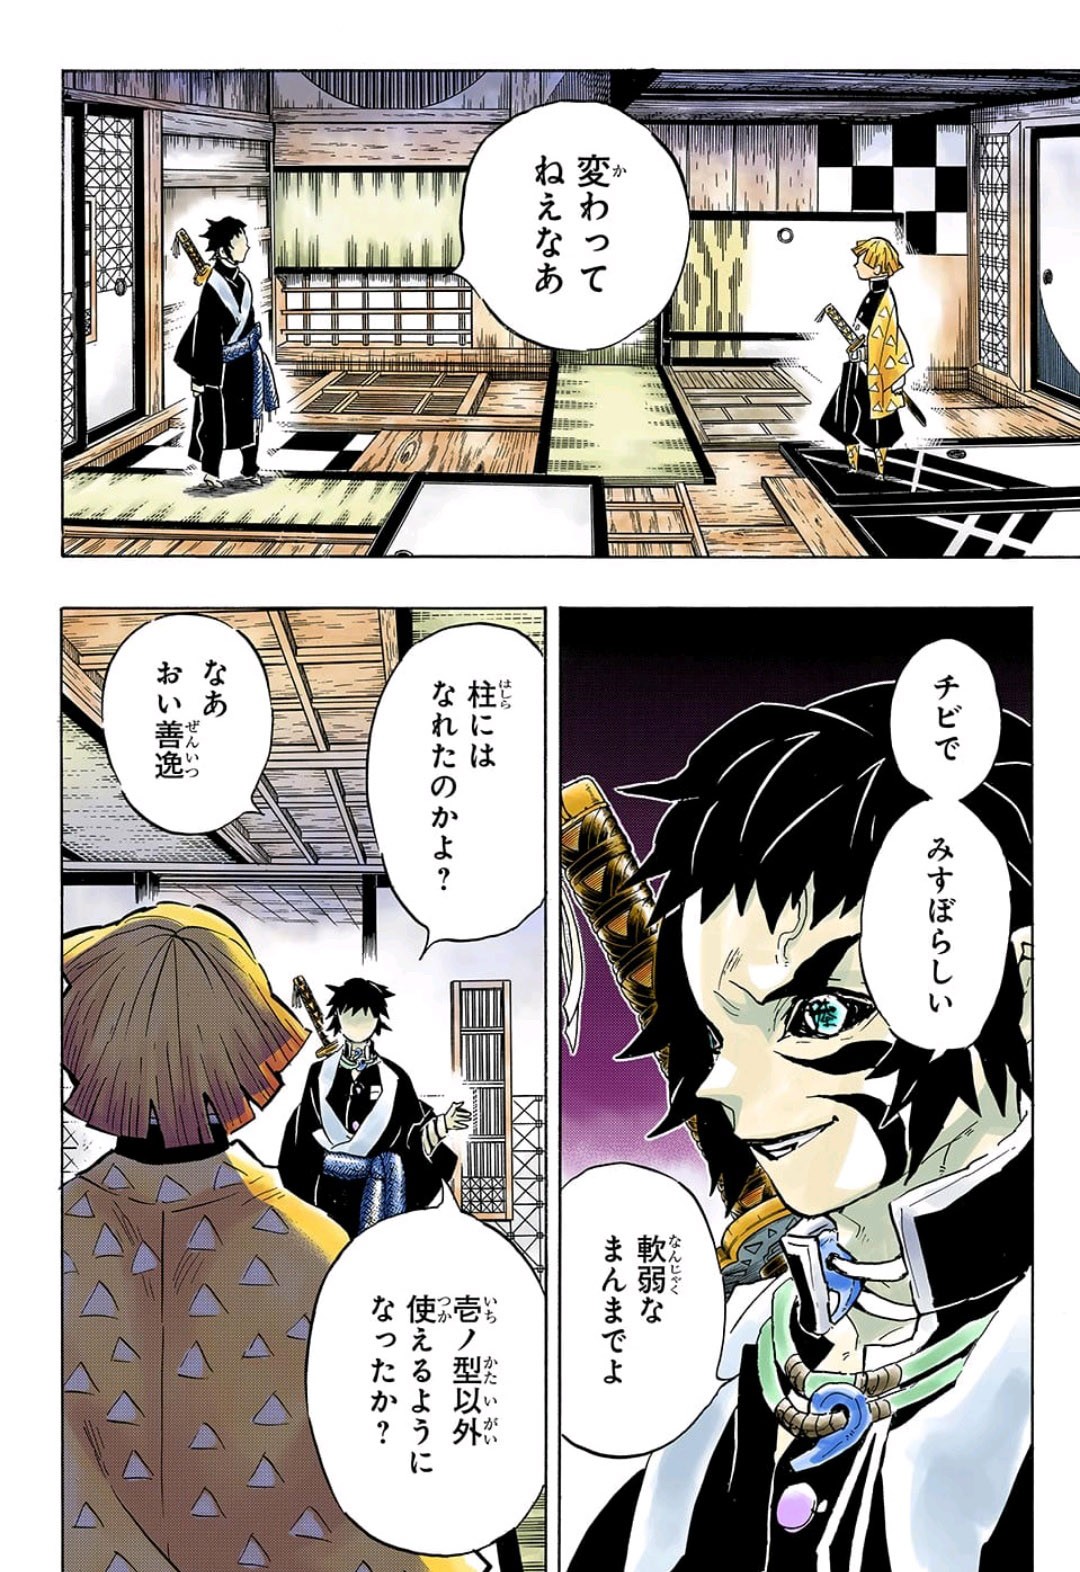 変わって
ねえなあ
チビで
みすぼらしい
軟弱な
まんまでよ
柱には
なれたのかよ？
壱ノ型以外
使えるように
なったか？
なあ
おい善逸